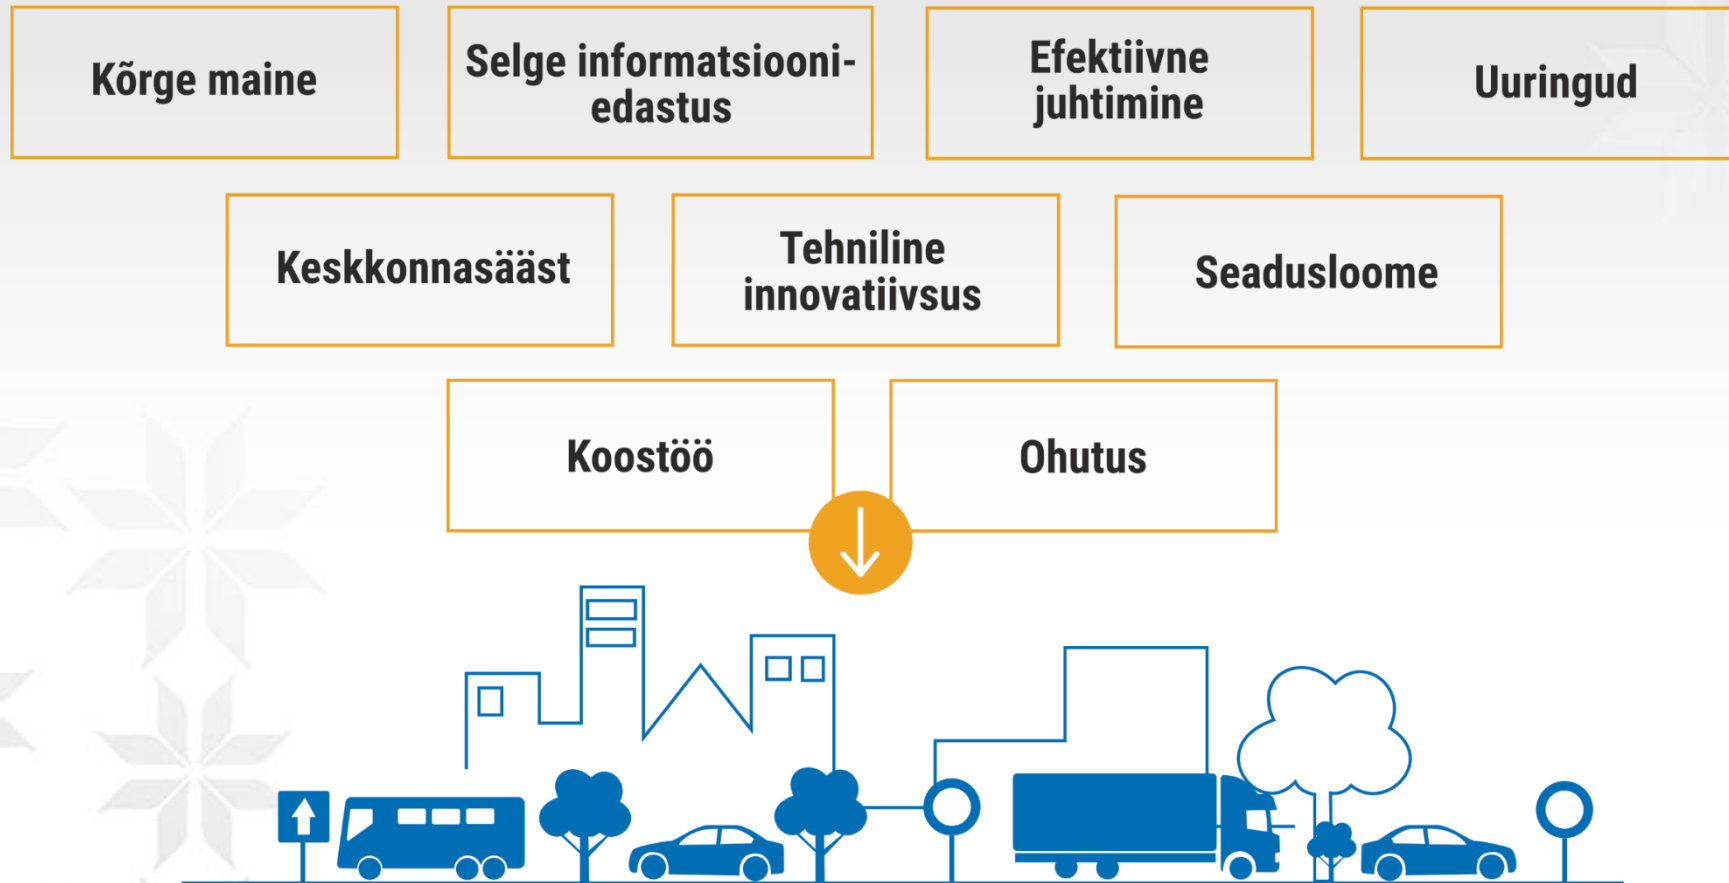 Kõrge maine
Selge informatsiooni-
edastus
Efektiivne
juhtimine
Uuringud
Keskkonnasääst
Tehniline
innovatiivsus
Seadusloome
Koostöö
Ohutus